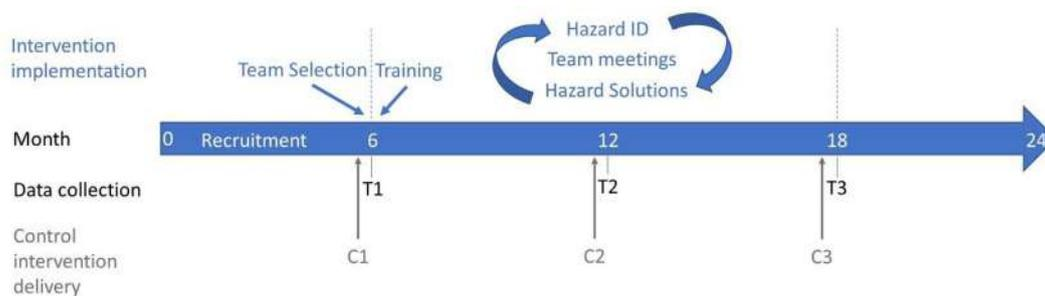 Intervention
implementation
Hazard ID
Team meetings
Hazard Solutions
Team Selection Training
Month
0 Recruitment 6 12 18 24
Data collection
T1 T2 T3
Control
intervention
delivery
C1 C2 C3